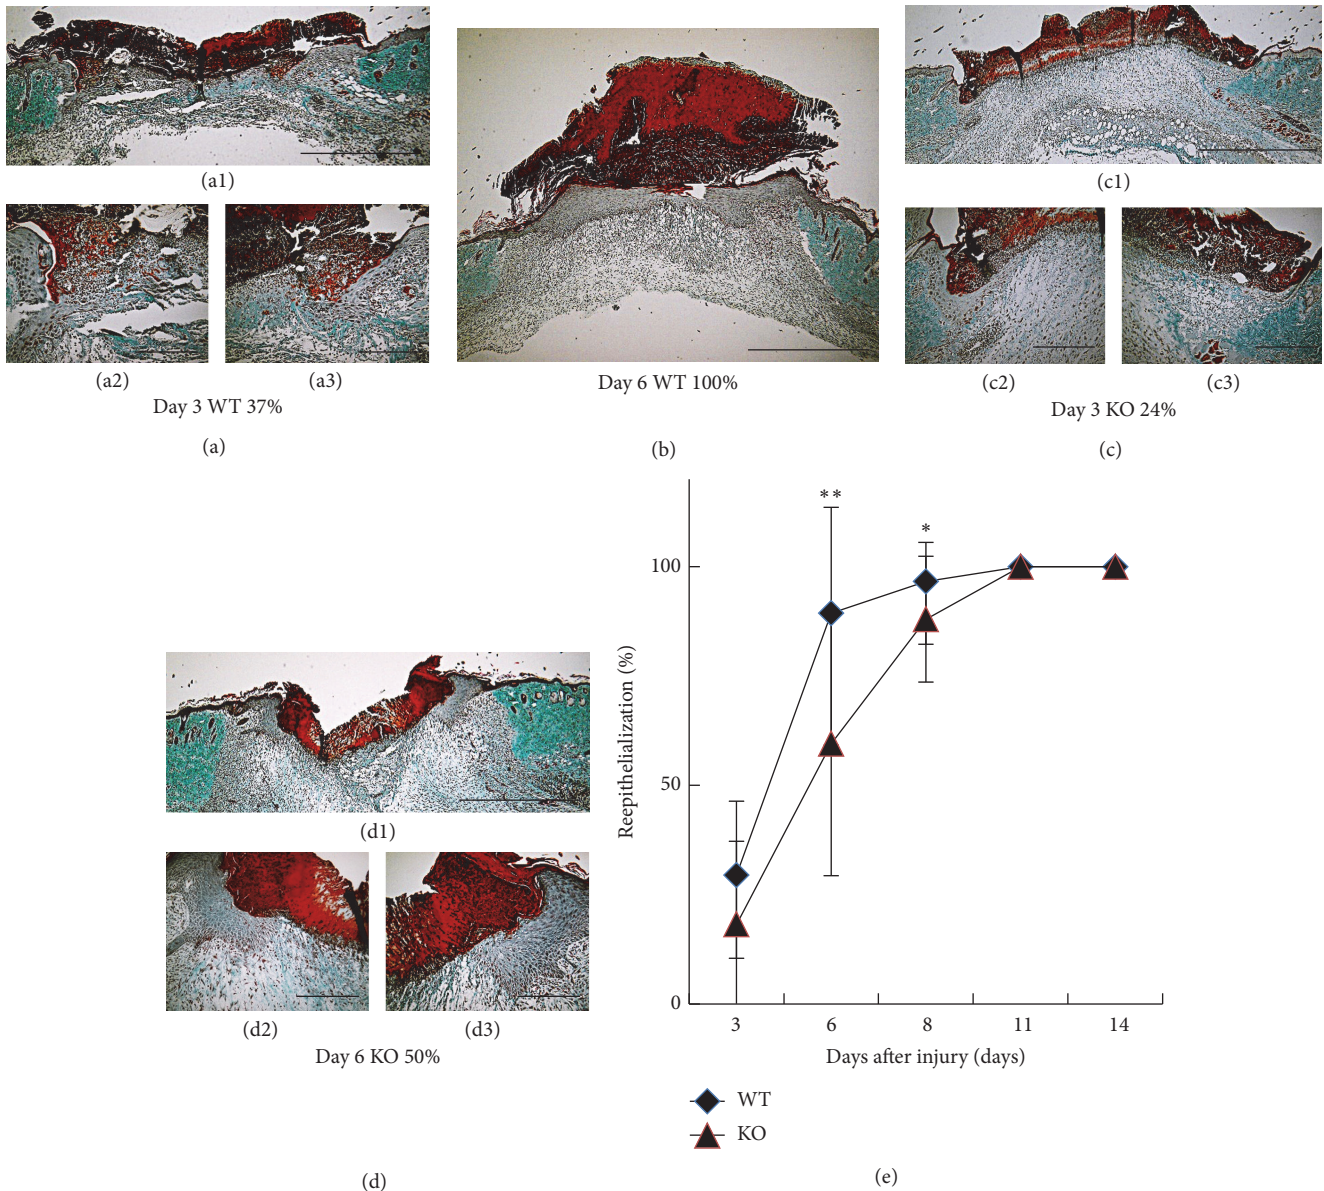 (a1)
(a2)
(a3)
Day 3 WT 37%
(a)
Day 6 WT 100%
(b)
(c1)
(c2)
(c3)
Day 3 KO 24%
(c)
(d1)
(d2)
(d3)
Day 6 KO 50%
(d)
**
*
100
50
0
Reepithelialization (%)
3 6 8 11 14
Days after injury (days)
WT
KO
(e)